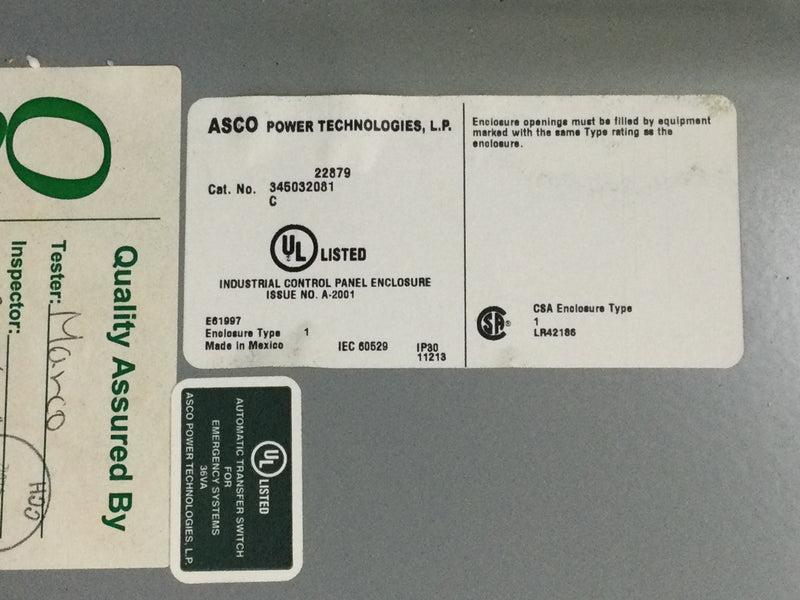 ASCO POWER TECHNOLOGIES, L.P.
22879
Cat. No. 345032081
C
UL LISTED
INDUSTRIAL CONTROL PANEL ENCLOSURE
ISSUE NO. A-2001
E61997
Enclosure Type 1
Made in Mexico IEC 60529 IP30
11213
Enclosure openings must be filled by equipment
marked with the same Type rating as the
enclosure.
CSA Enclosure Type
1
LR42186
Quality Assured By
Tester: Marco
Inspector:
UL LISTED
AUTOMATIC TRANSFER SWITCH
FOR
EMERGENCY SYSTEMS
36VA
ASCO POWER TECHNOLOGIES, L.P.